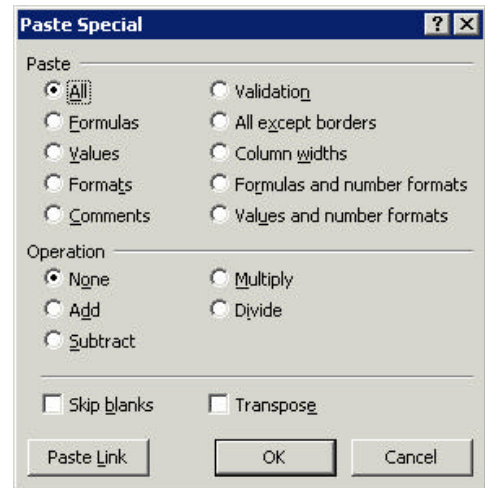 Paste Special
Paste
All
Validation
Formulas
All except borders
Values
Column widths
Formats
Formulas and number formats
Comments
Values and number formats
Operation
None
Multiply
Add
Divide
Subtract
Skip blanks
Transpose
Paste Link
OK
Cancel